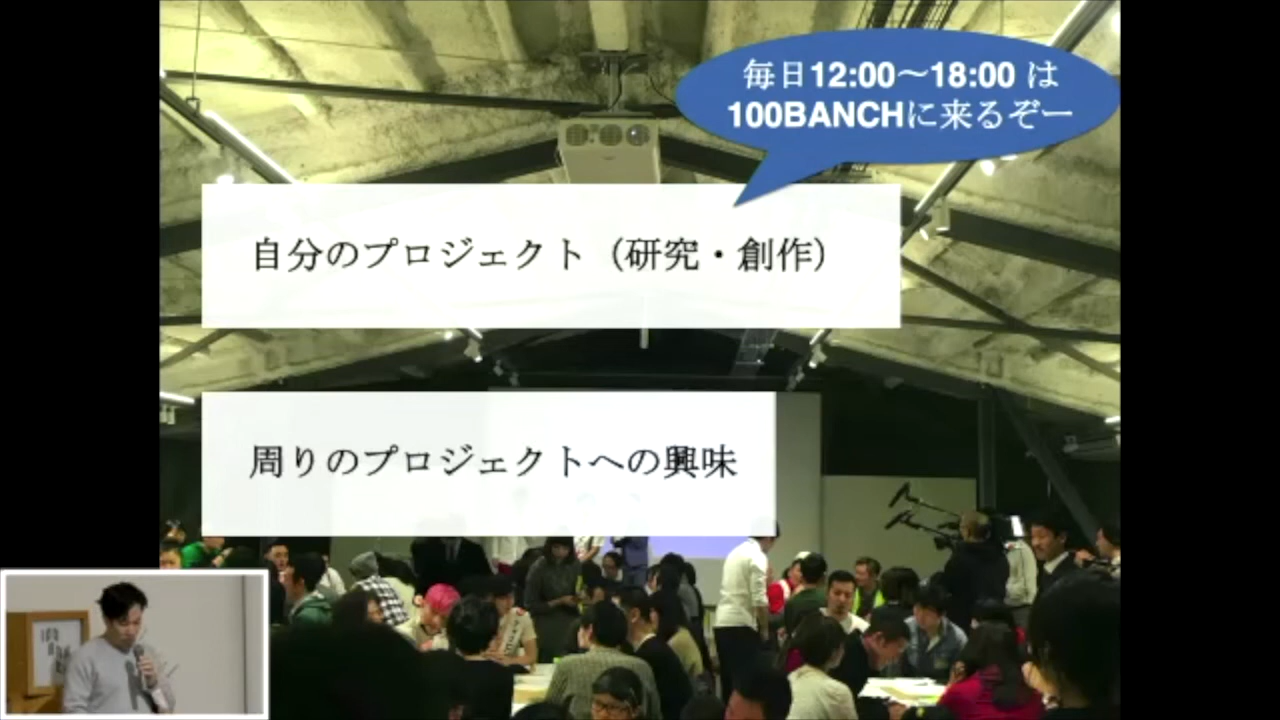 毎日12:00〜18:00 は
100BANCHに来るぞー
自分のプロジェクト（研究・創作）
周りのプロジェクトへの興味